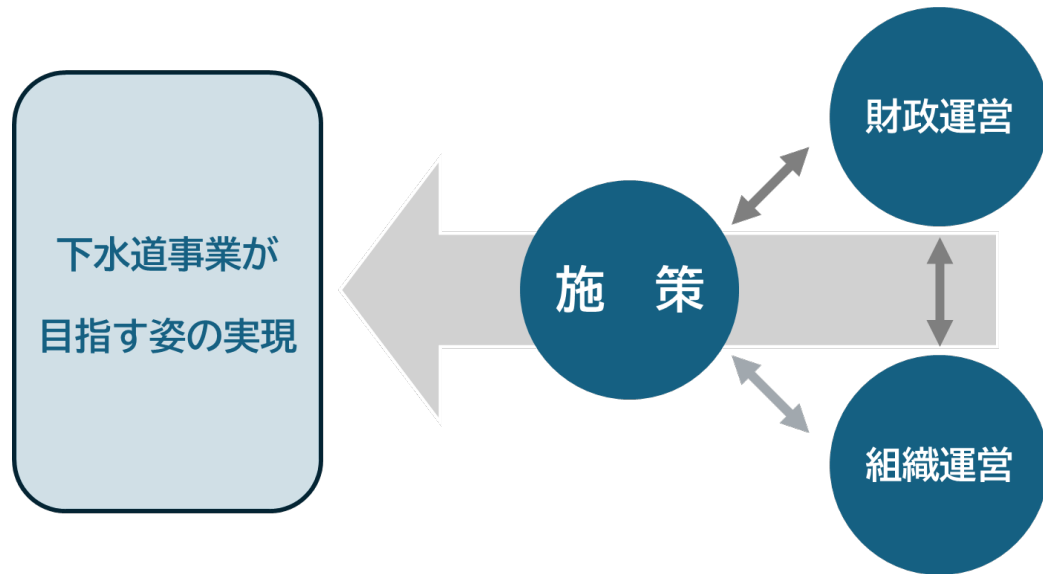 下水道事業が
目指す姿の実現
施　策
財政運営
組織運営